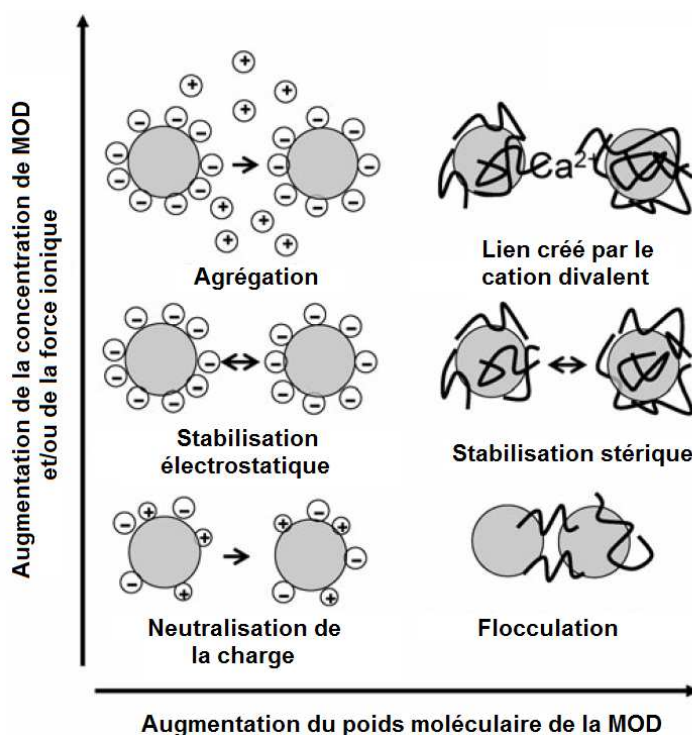 Augmentation de la concentration de MOD
et/ou de la force ionique
Agrégation
Ca²⁺
Lien créé par le
cation divalent
Stabilisation
électrostatique
Stabilisation stérique
Neutralisation de
la charge
Flocculation
Augmentation du poids moléculaire de la MOD